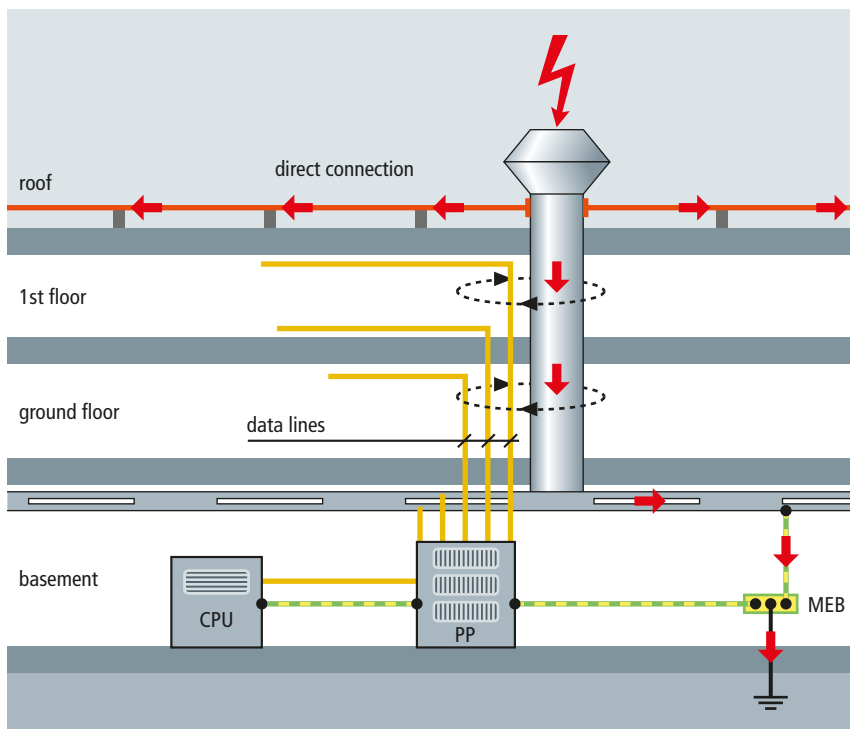 direct connection
roof
1st floor
ground floor
data lines
basement
CPU
PP
MEB